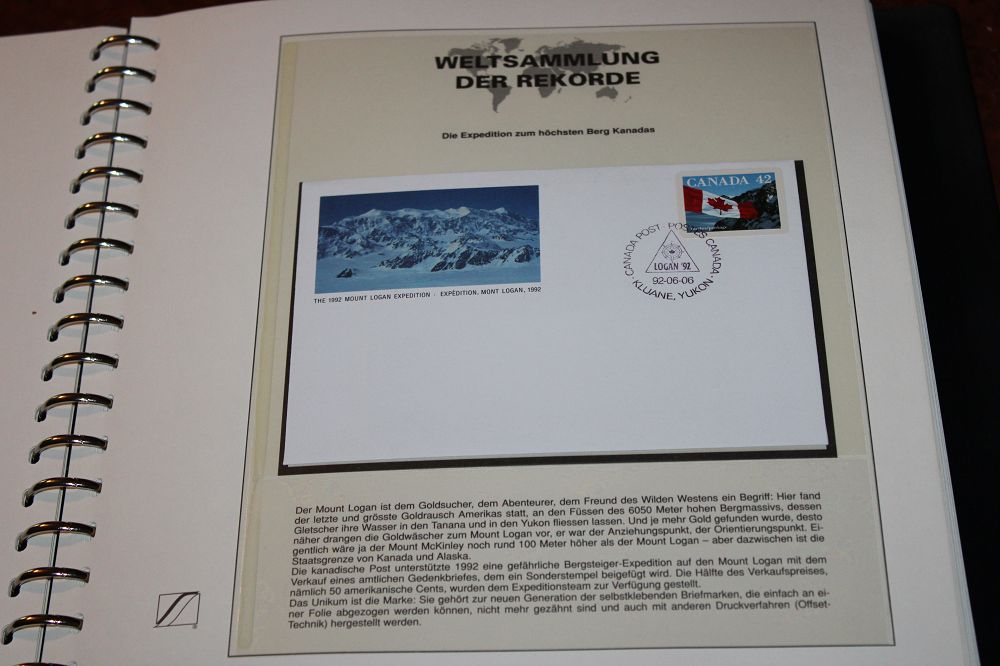 WELTSAMMLUNG
DER REKORDE
Die Expedition zum höchsten Berg Kanadas
CANADA 42
CANADA POST · POSTES CANADA
LOGAN '92
92-06-06
KLUANE, YUKON
THE 1992 MOUNT LOGAN EXPEDITION · EXPÉDITION, MONT LOGAN, 1992
Der Mount Logan ist dem Goldsucher, dem Abenteurer, dem Freund des Wilden Westens ein Begriff: Hier fand
der letzte und grösste Goldrausch Amerikas statt, an den Füssen des 6050 Meter hohen Bergmassivs, dessen
Gletscher ihre Wasser in den Tanana und in den Yukon fliessen lassen. Und je mehr Gold gefunden wurde, desto
näher drangen die Goldwäscher zum Mount Logan vor, er war der Anziehungspunkt, der Orientierungspunkt. Ei-
gentlich wäre ja der Mount McKinley noch rund 100 Meter höher als der Mount Logan – aber dazwischen ist die
Staatsgrenze von Kanada und Alaska.
Die kanadische Post unterstützte 1992 eine gefährliche Bergsteiger-Expedition auf den Mount Logan mit dem
Verkauf eines amtlichen Gedenkbriefes, dem ein Sonderstempel beigefügt wird. Die Hälfte des Verkaufspreises,
nämlich 50 amerikanische Cents, wurden dem Expeditionsteam zur Verfügung gestellt.
Das Unikum ist die Marke: Sie gehört zur neuen Generation der selbstklebenden Briefmarken, die einfach an ei-
ner Folie abgezogen werden können, nicht mehr gezähnt sind und auch mit anderen Druckverfahren (Offset-
Technik) hergestellt werden.